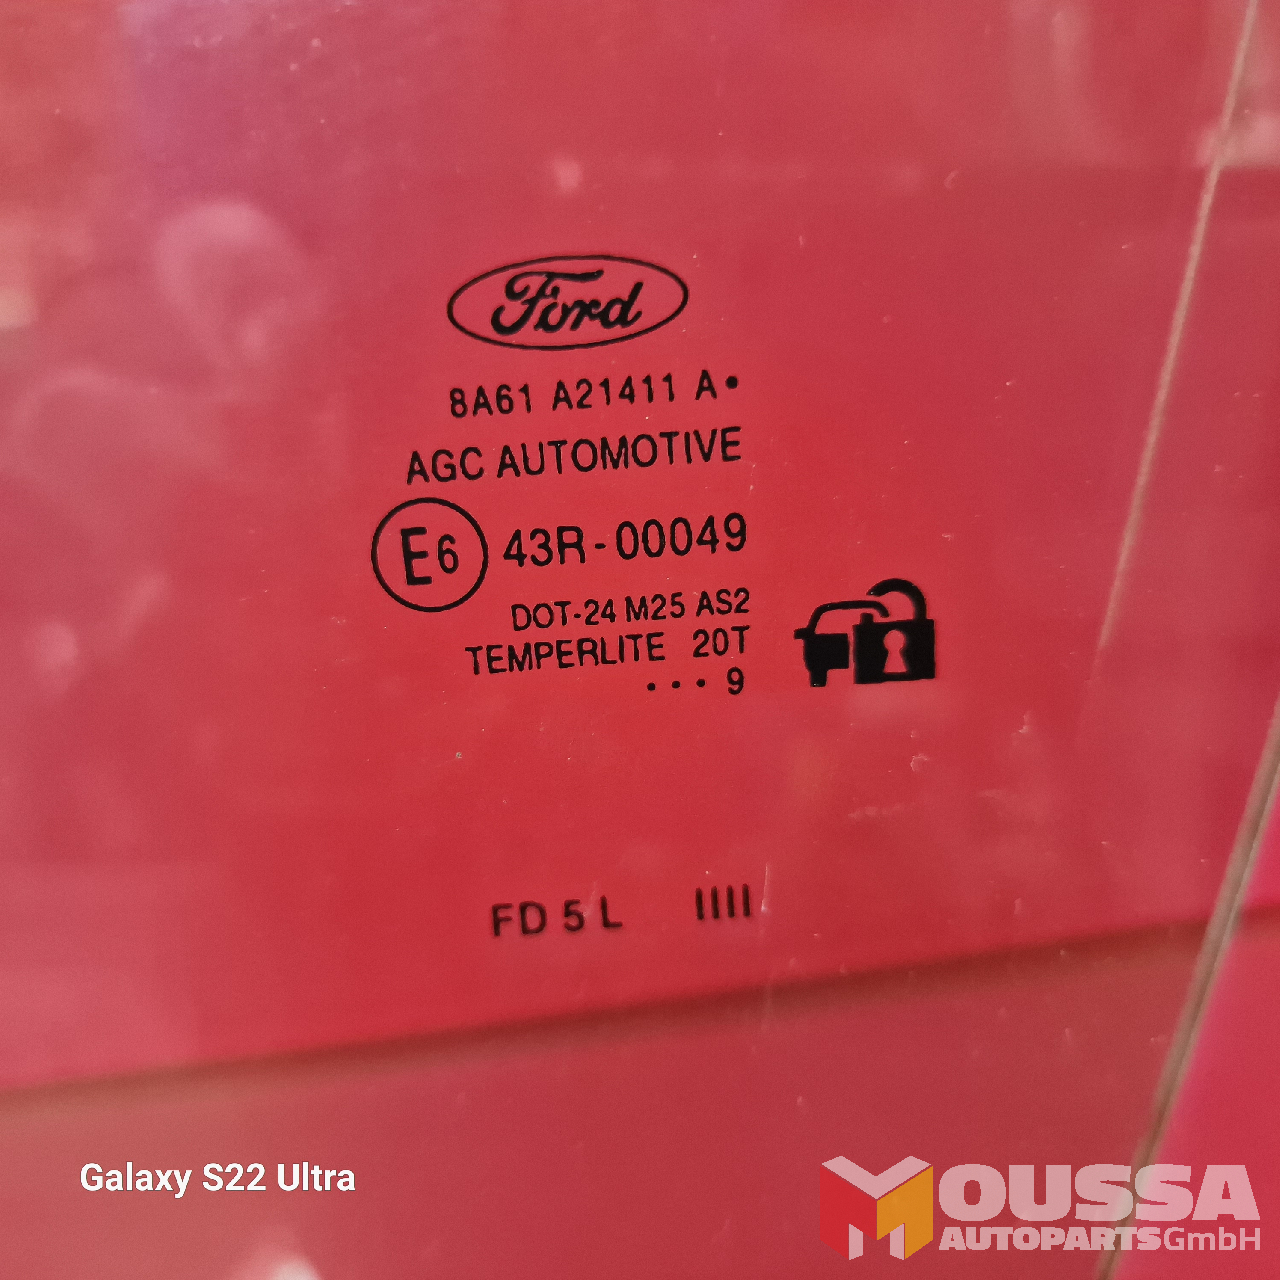 Ford
8A61 A21411 A•
AGC AUTOMOTIVE
E6 43R-00049
DOT-24 M25 AS2
TEMPERLITE 20T
• • • 9
FD 5 L IIII
Galaxy S22 Ultra
MOUSSA
AUTOPARTS GmbH